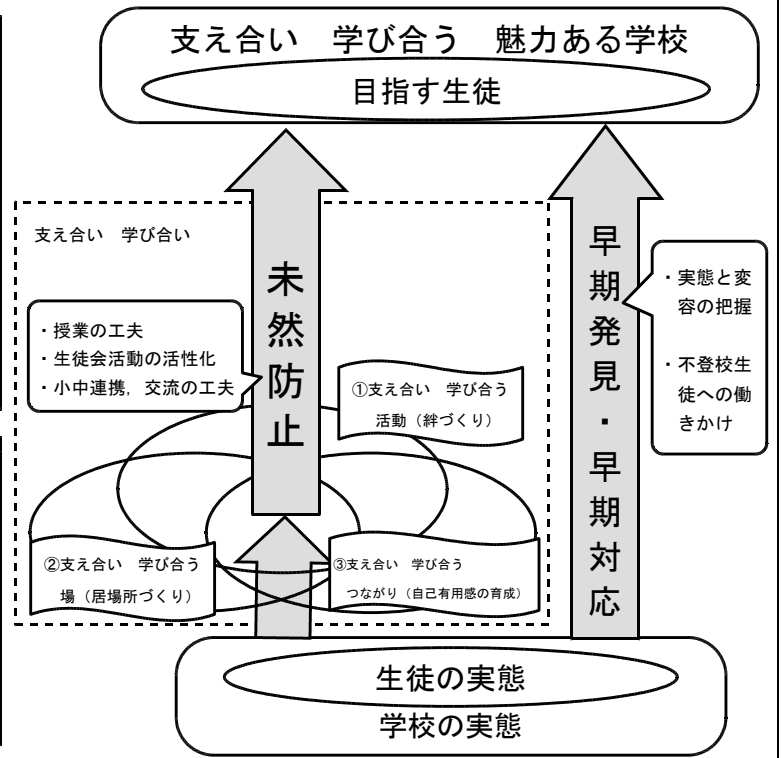 支え合い　学び合う　魅力ある学校
目指す生徒
支え合い　学び合い
未然防止
・授業の工夫
・生徒会活動の活性化
・小中連携，交流の工夫
①支え合い　学び合う
活動（絆づくり）
②支え合い　学び合う
場（居場所づくり）
③支え合い　学び合う
つながり（自己有用感の育成）
早期発見・早期対応
・実態と変
容の把握
・不登校生
徒への働
きかけ
生徒の実態
学校の実態